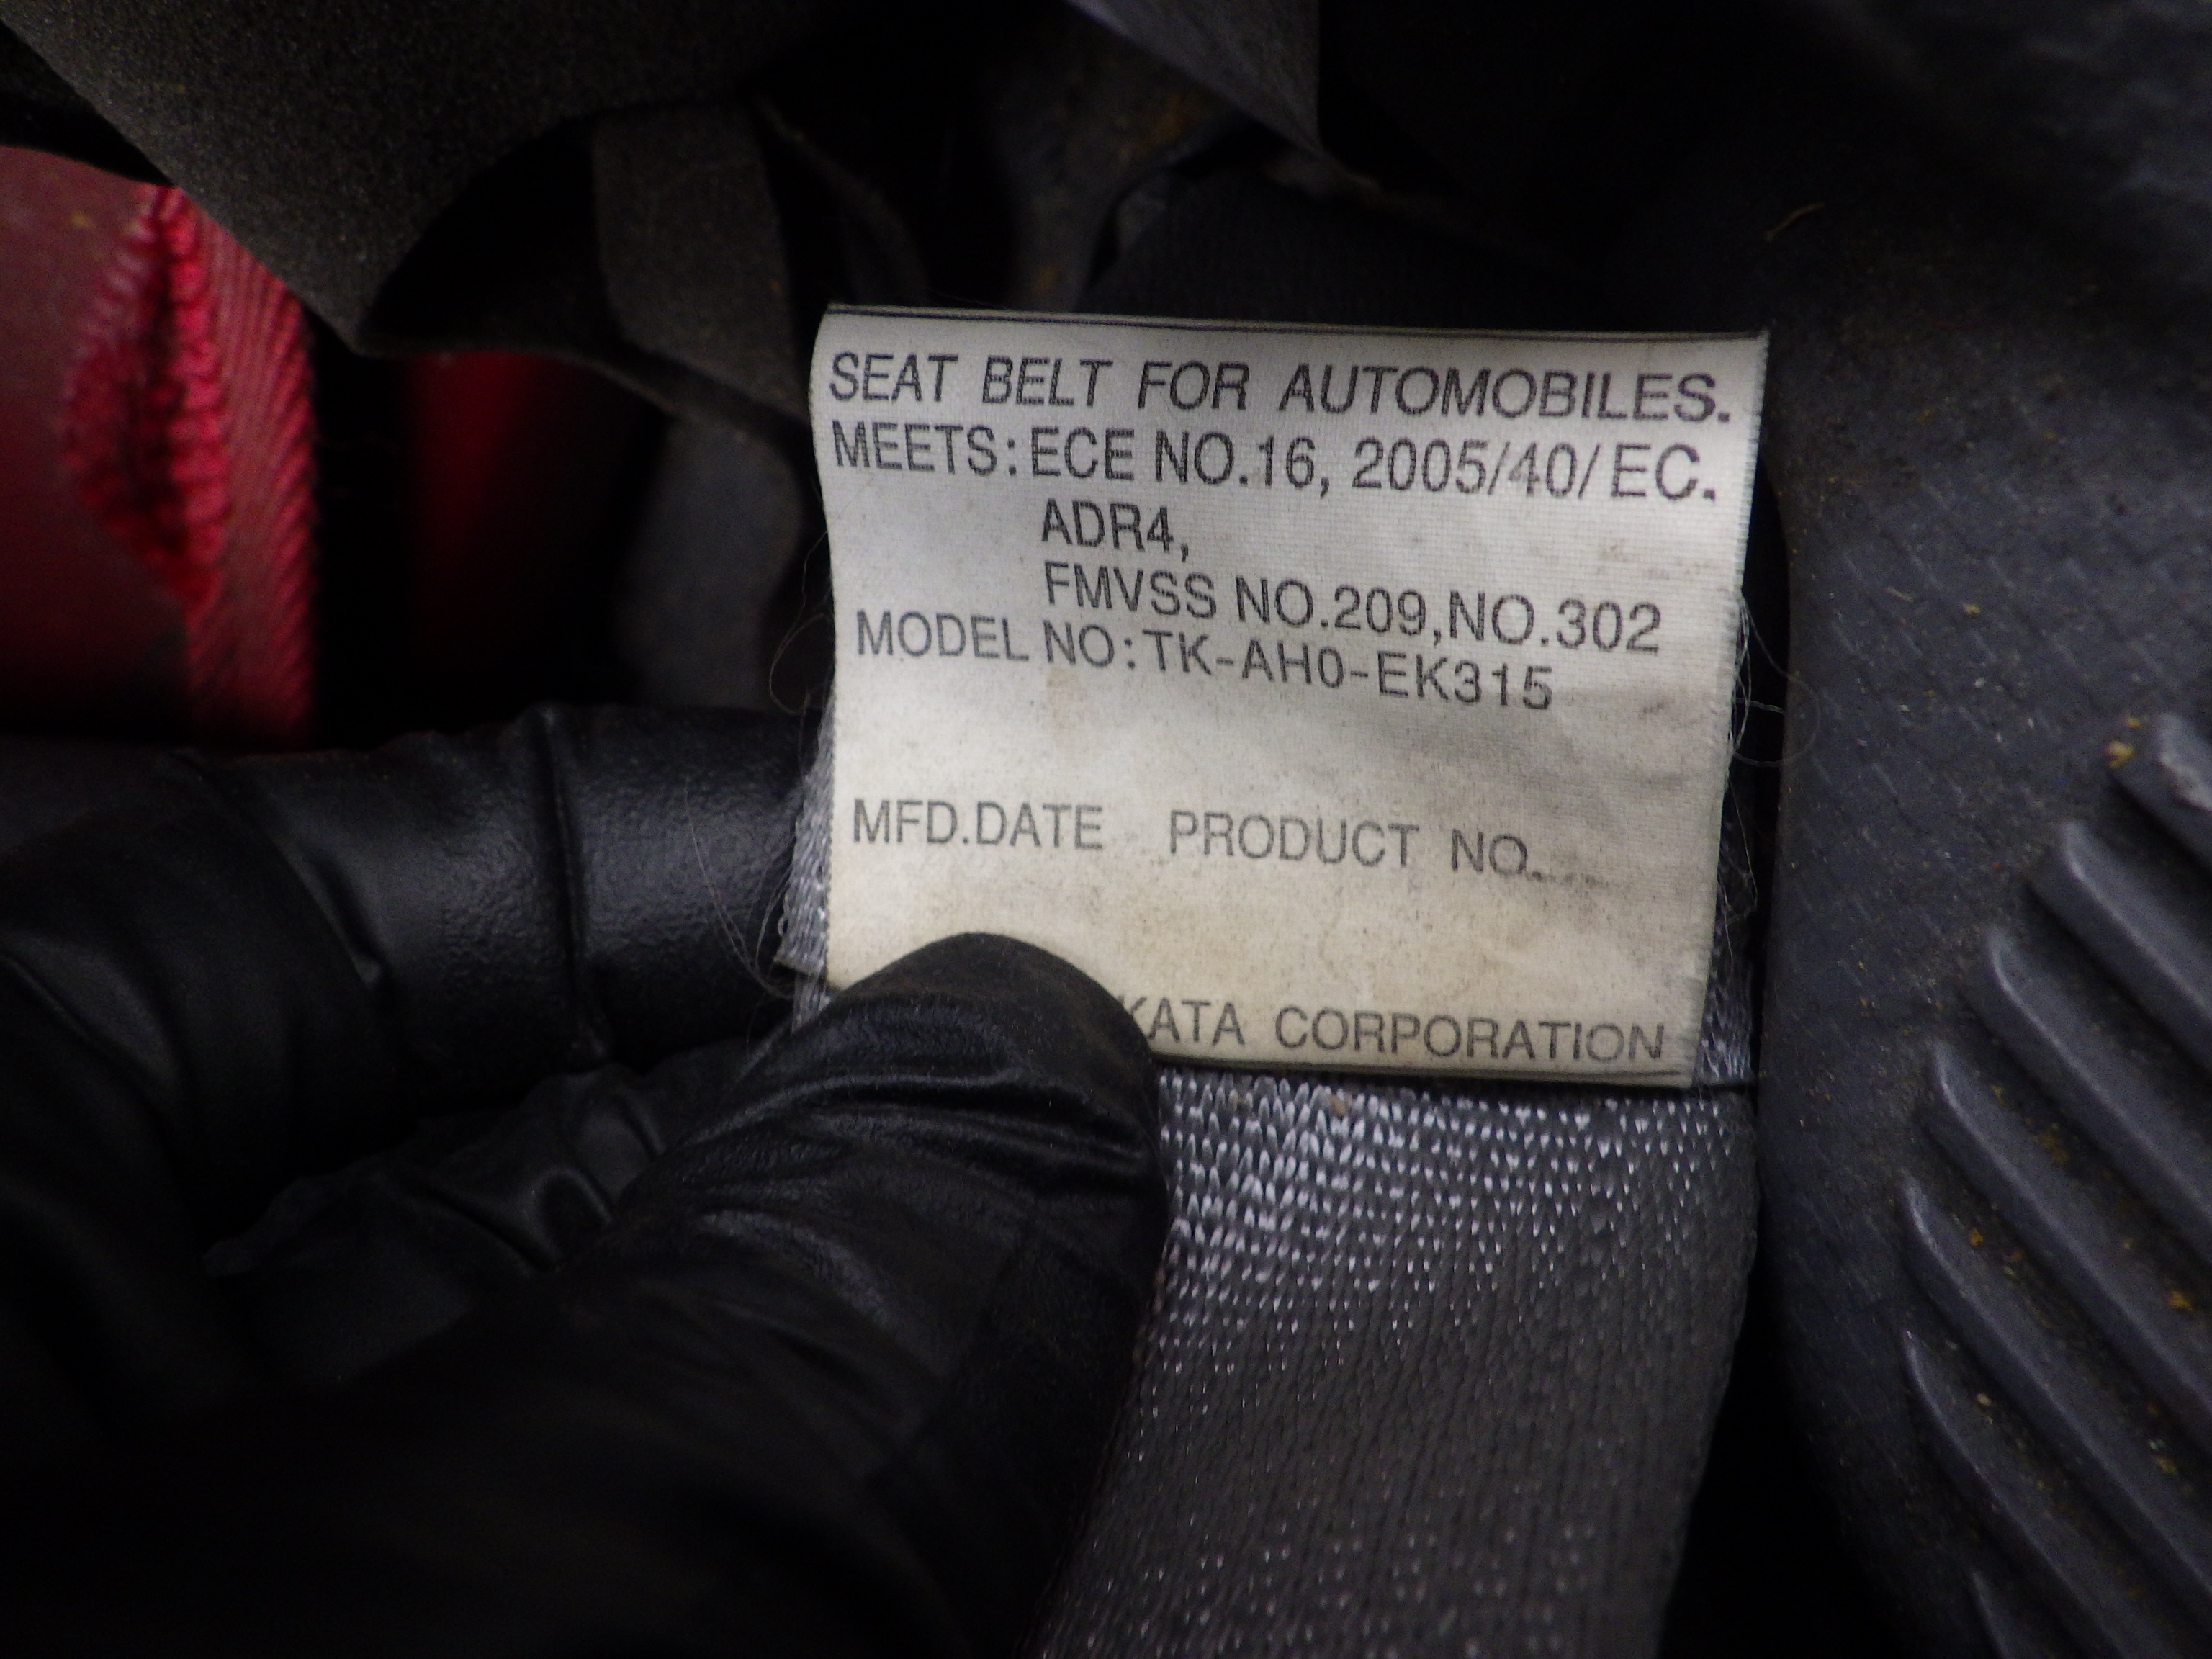 SEAT BELT FOR AUTOMOBILES.
MEETS: ECE NO.16, 2005/40/EC.
ADR4,
FMVSS NO.209, NO.302
MODEL NO: TK-AH0-EK315
MFD.DATE PRODUCT NO.
KATA CORPORATION